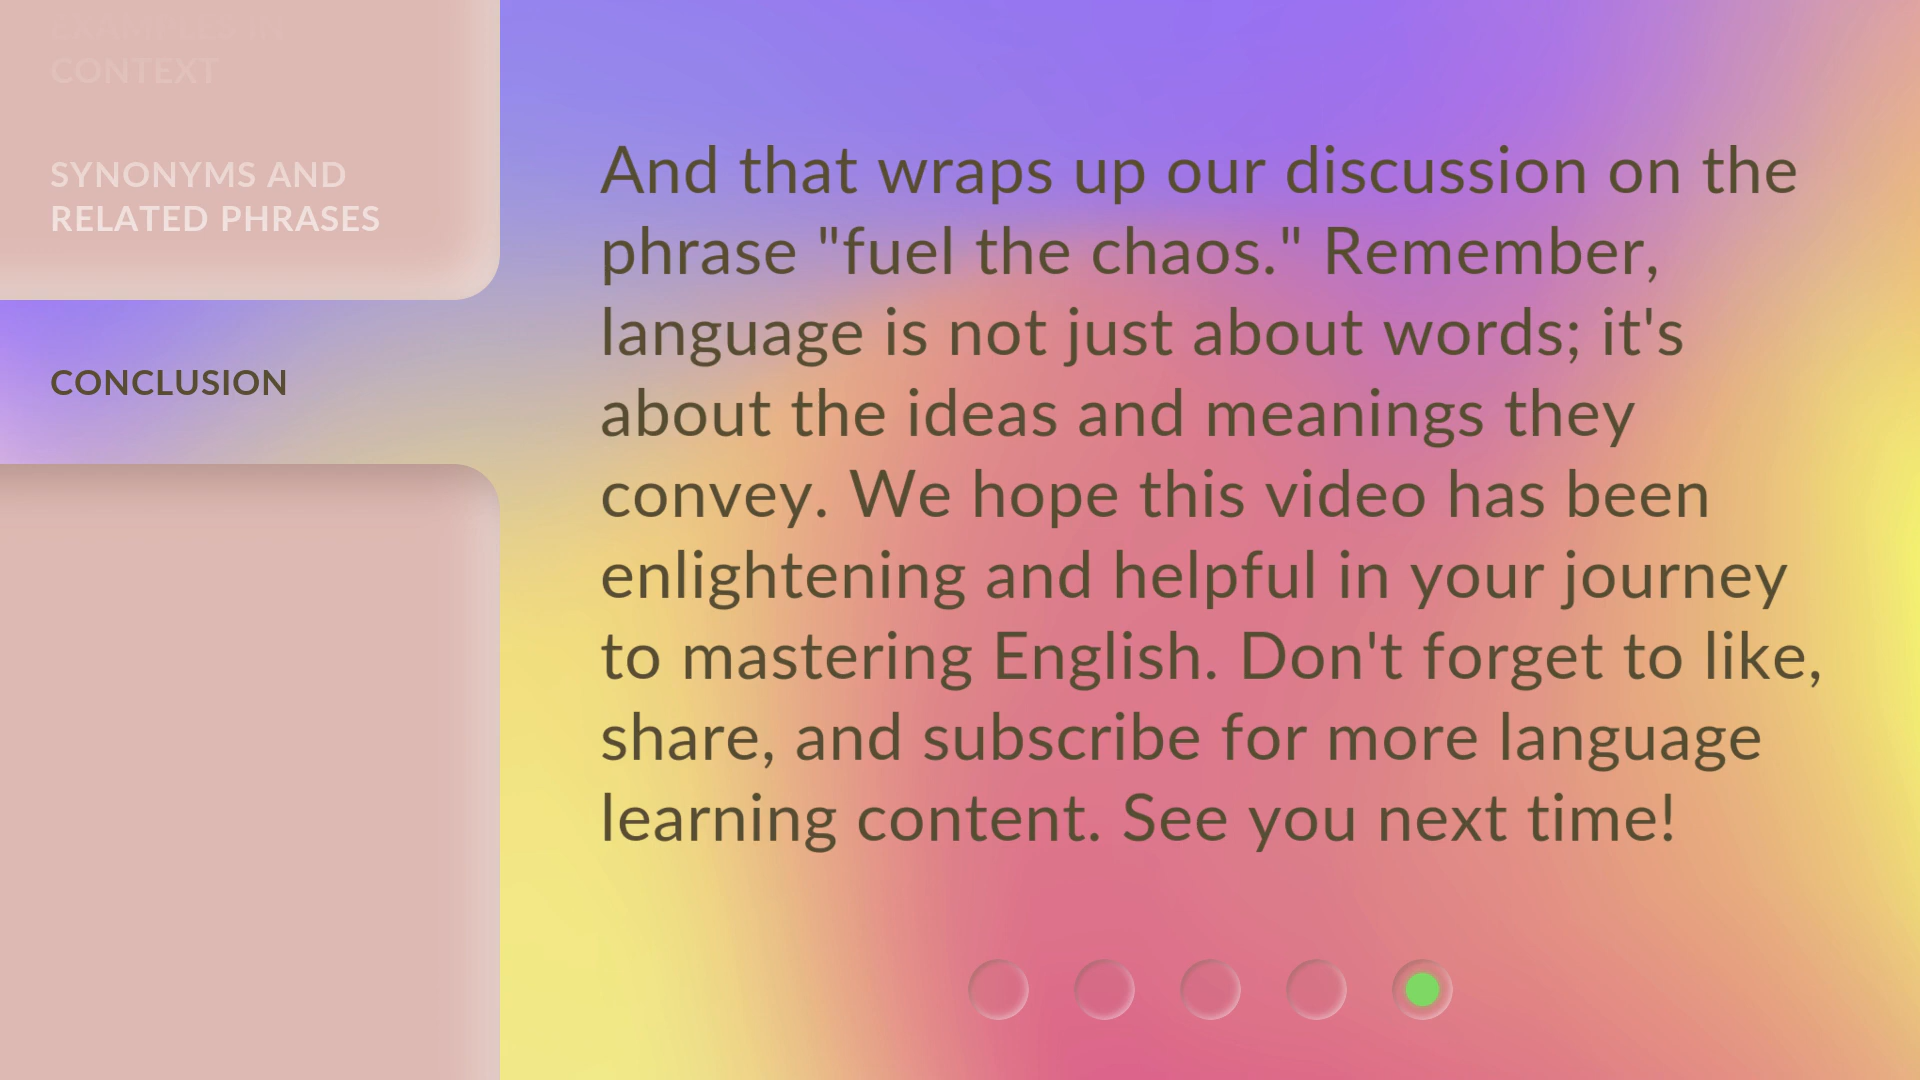 EXAMPLES IN
CONTEXT
SYNONYMS AND
RELATED PHRASES
CONCLUSION
And that wraps up our discussion on the
phrase "fuel the chaos." Remember,
language is not just about words; it's
about the ideas and meanings they
convey. We hope this video has been
enlightening and helpful in your journey
to mastering English. Don't forget to like,
share, and subscribe for more language
learning content. See you next time!